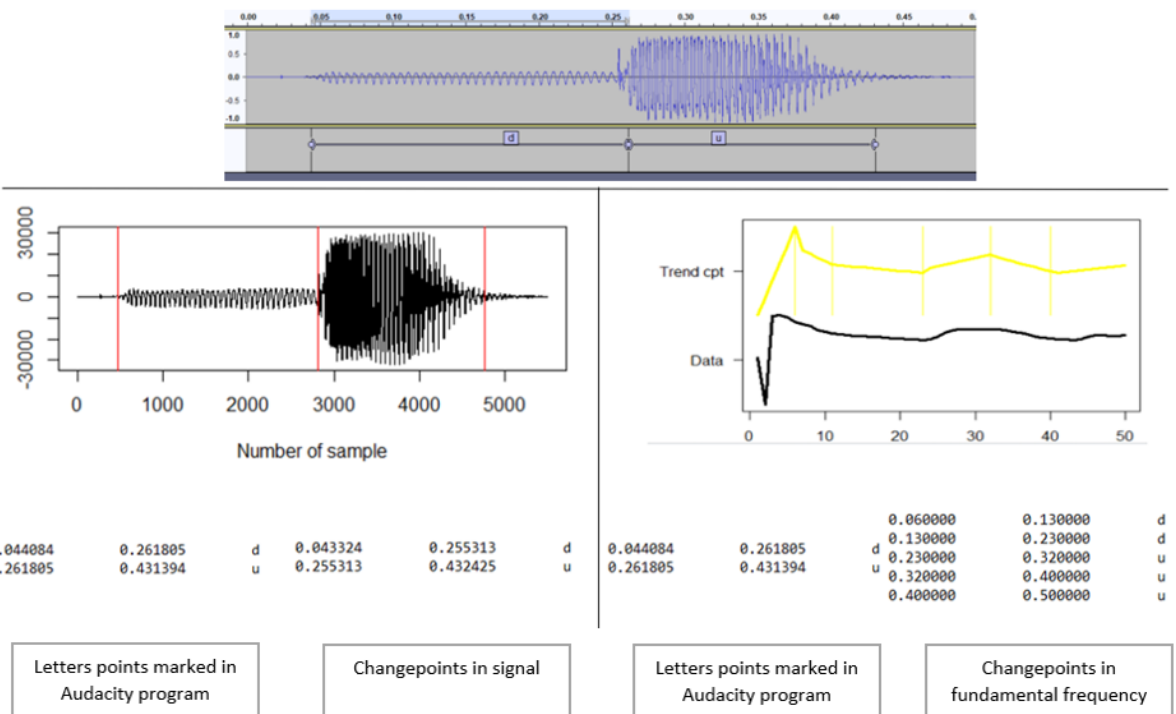 0.00 0.05 0.10 0.15 0.20 0.25 0.30 0.35 0.40 0.45 0.
1.0
0.5
0.0
-0.5
-1.0
d u
30000
0
-30000
0 1000 2000 3000 4000 5000
Number of sample
Trend cpt
Data
0 10 20 30 40 50
.044084 0.261805 d
.261805 0.431394 u
0.043324 0.255313 d
0.255313 0.432425 u
0.044084 0.261805 d
0.261805 0.431394 u
0.060000 0.130000 d
0.130000 0.230000 d
0.230000 0.320000 u
0.320000 0.400000 u
0.400000 0.500000 u
Letters points marked in
Audacity program
Changepoints in signal
Letters points marked in
Audacity program
Changepoints in
fundamental frequency